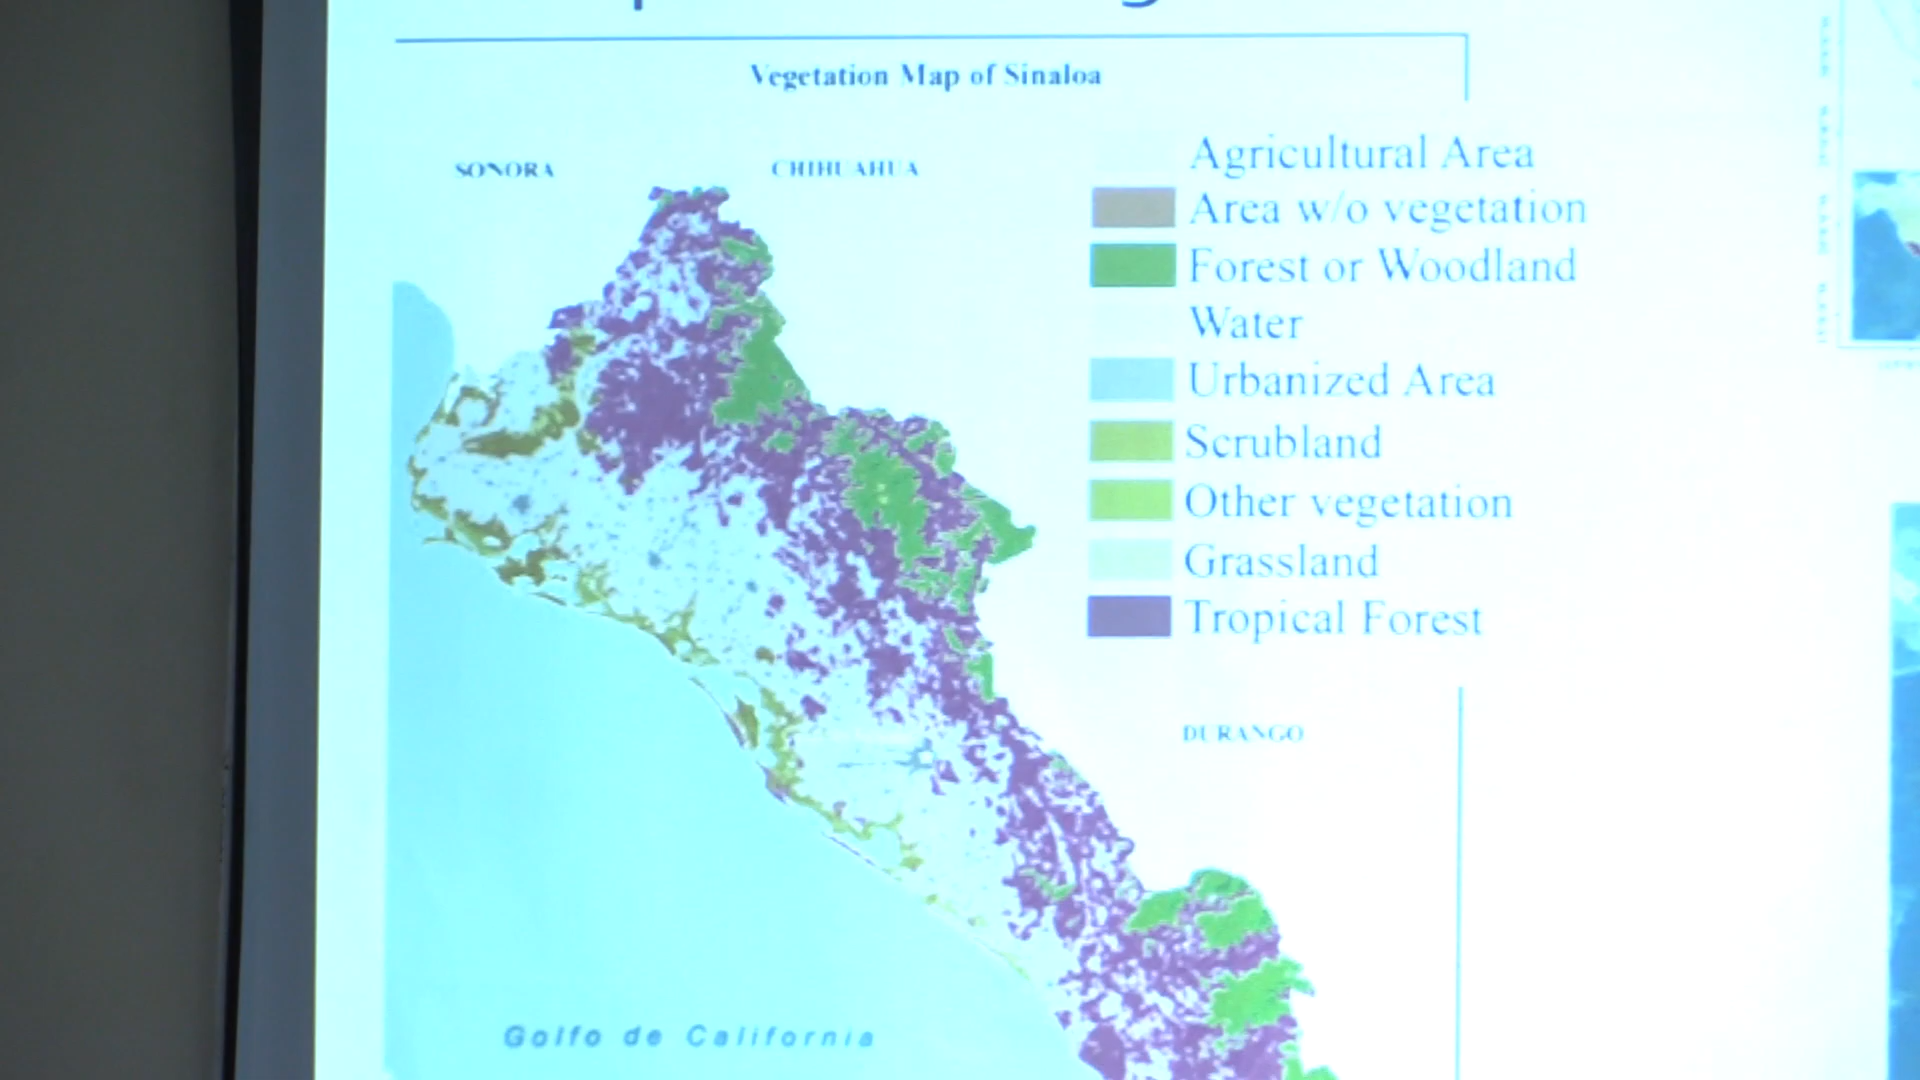 Vegetation Map of Sinaloa
SONORA
CHIHUAHUA
Agricultural Area
Area w/o vegetation
Forest or Woodland
Water
Urbanized Area
Scrubland
Other vegetation
Grassland
Tropical Forest
DURANGO
Golfo de California